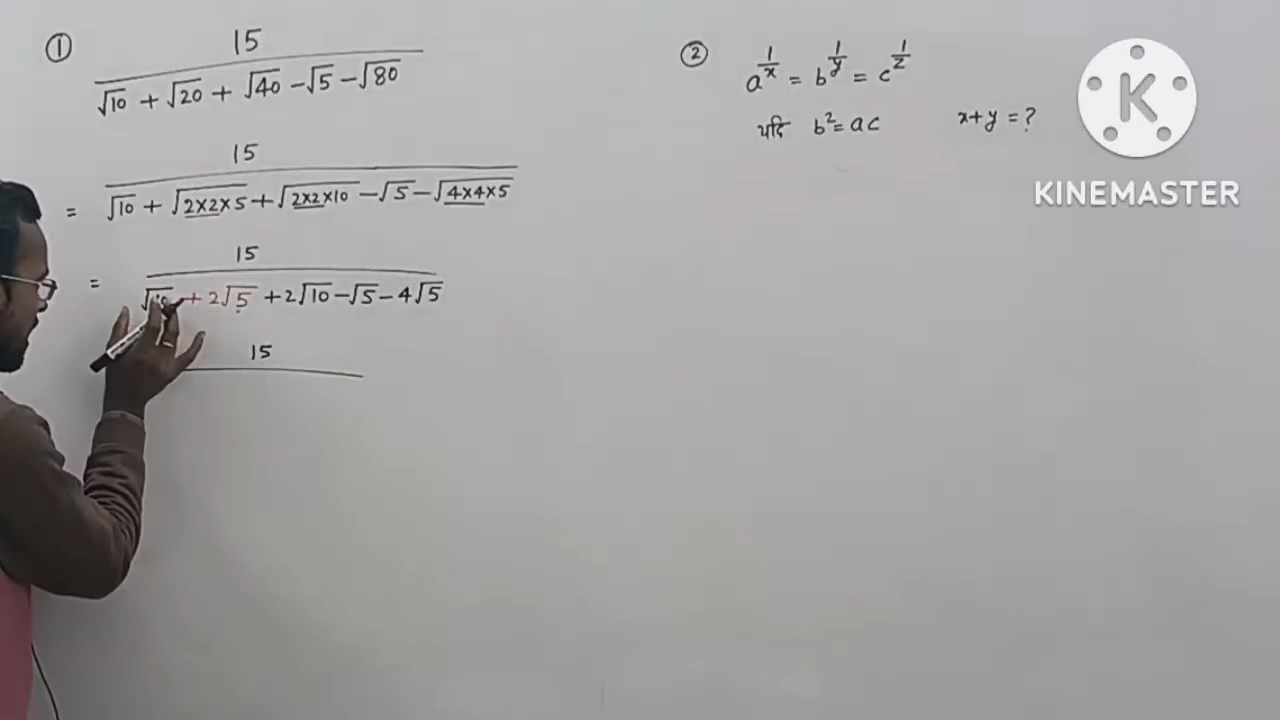 ① 15
√10 + √20 + √40 - √5 - √80
15
= √10 + √2×2×5 + √2×2×10 - √5 - √4×4×5
= 15
√10 + 2√5 + 2√10 - √5 - 4√5
15
② a^(1/x) = b^(1/y) = c^(1/z)
यदि b² = ac x+y = ?
KINEMASTER